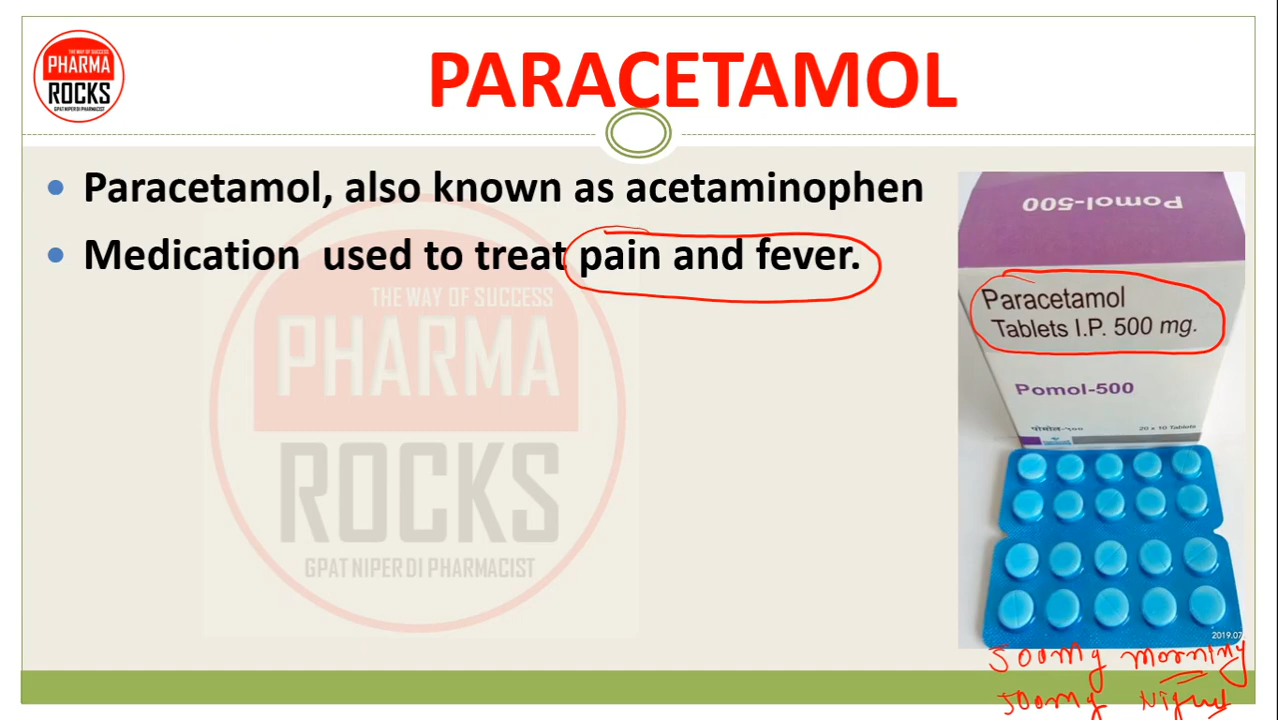 THE WAY OF SUCCESS
PHARMA
ROCKS
GPAT NIPER DI PHARMACIST
PARACETAMOL
• Paracetamol, also known as acetaminophen
• Medication used to treat pain and fever.
THE WAY OF SUCCESS
PHARMA
ROCKS
GPAT NIPER DI PHARMACIST
Pomol-500
Paracetamol
Tablets I.P. 500 mg.
Pomol-500
पोमोल-५००
20 x 10 Tablets
2019.07
500mg morning
500mg Night